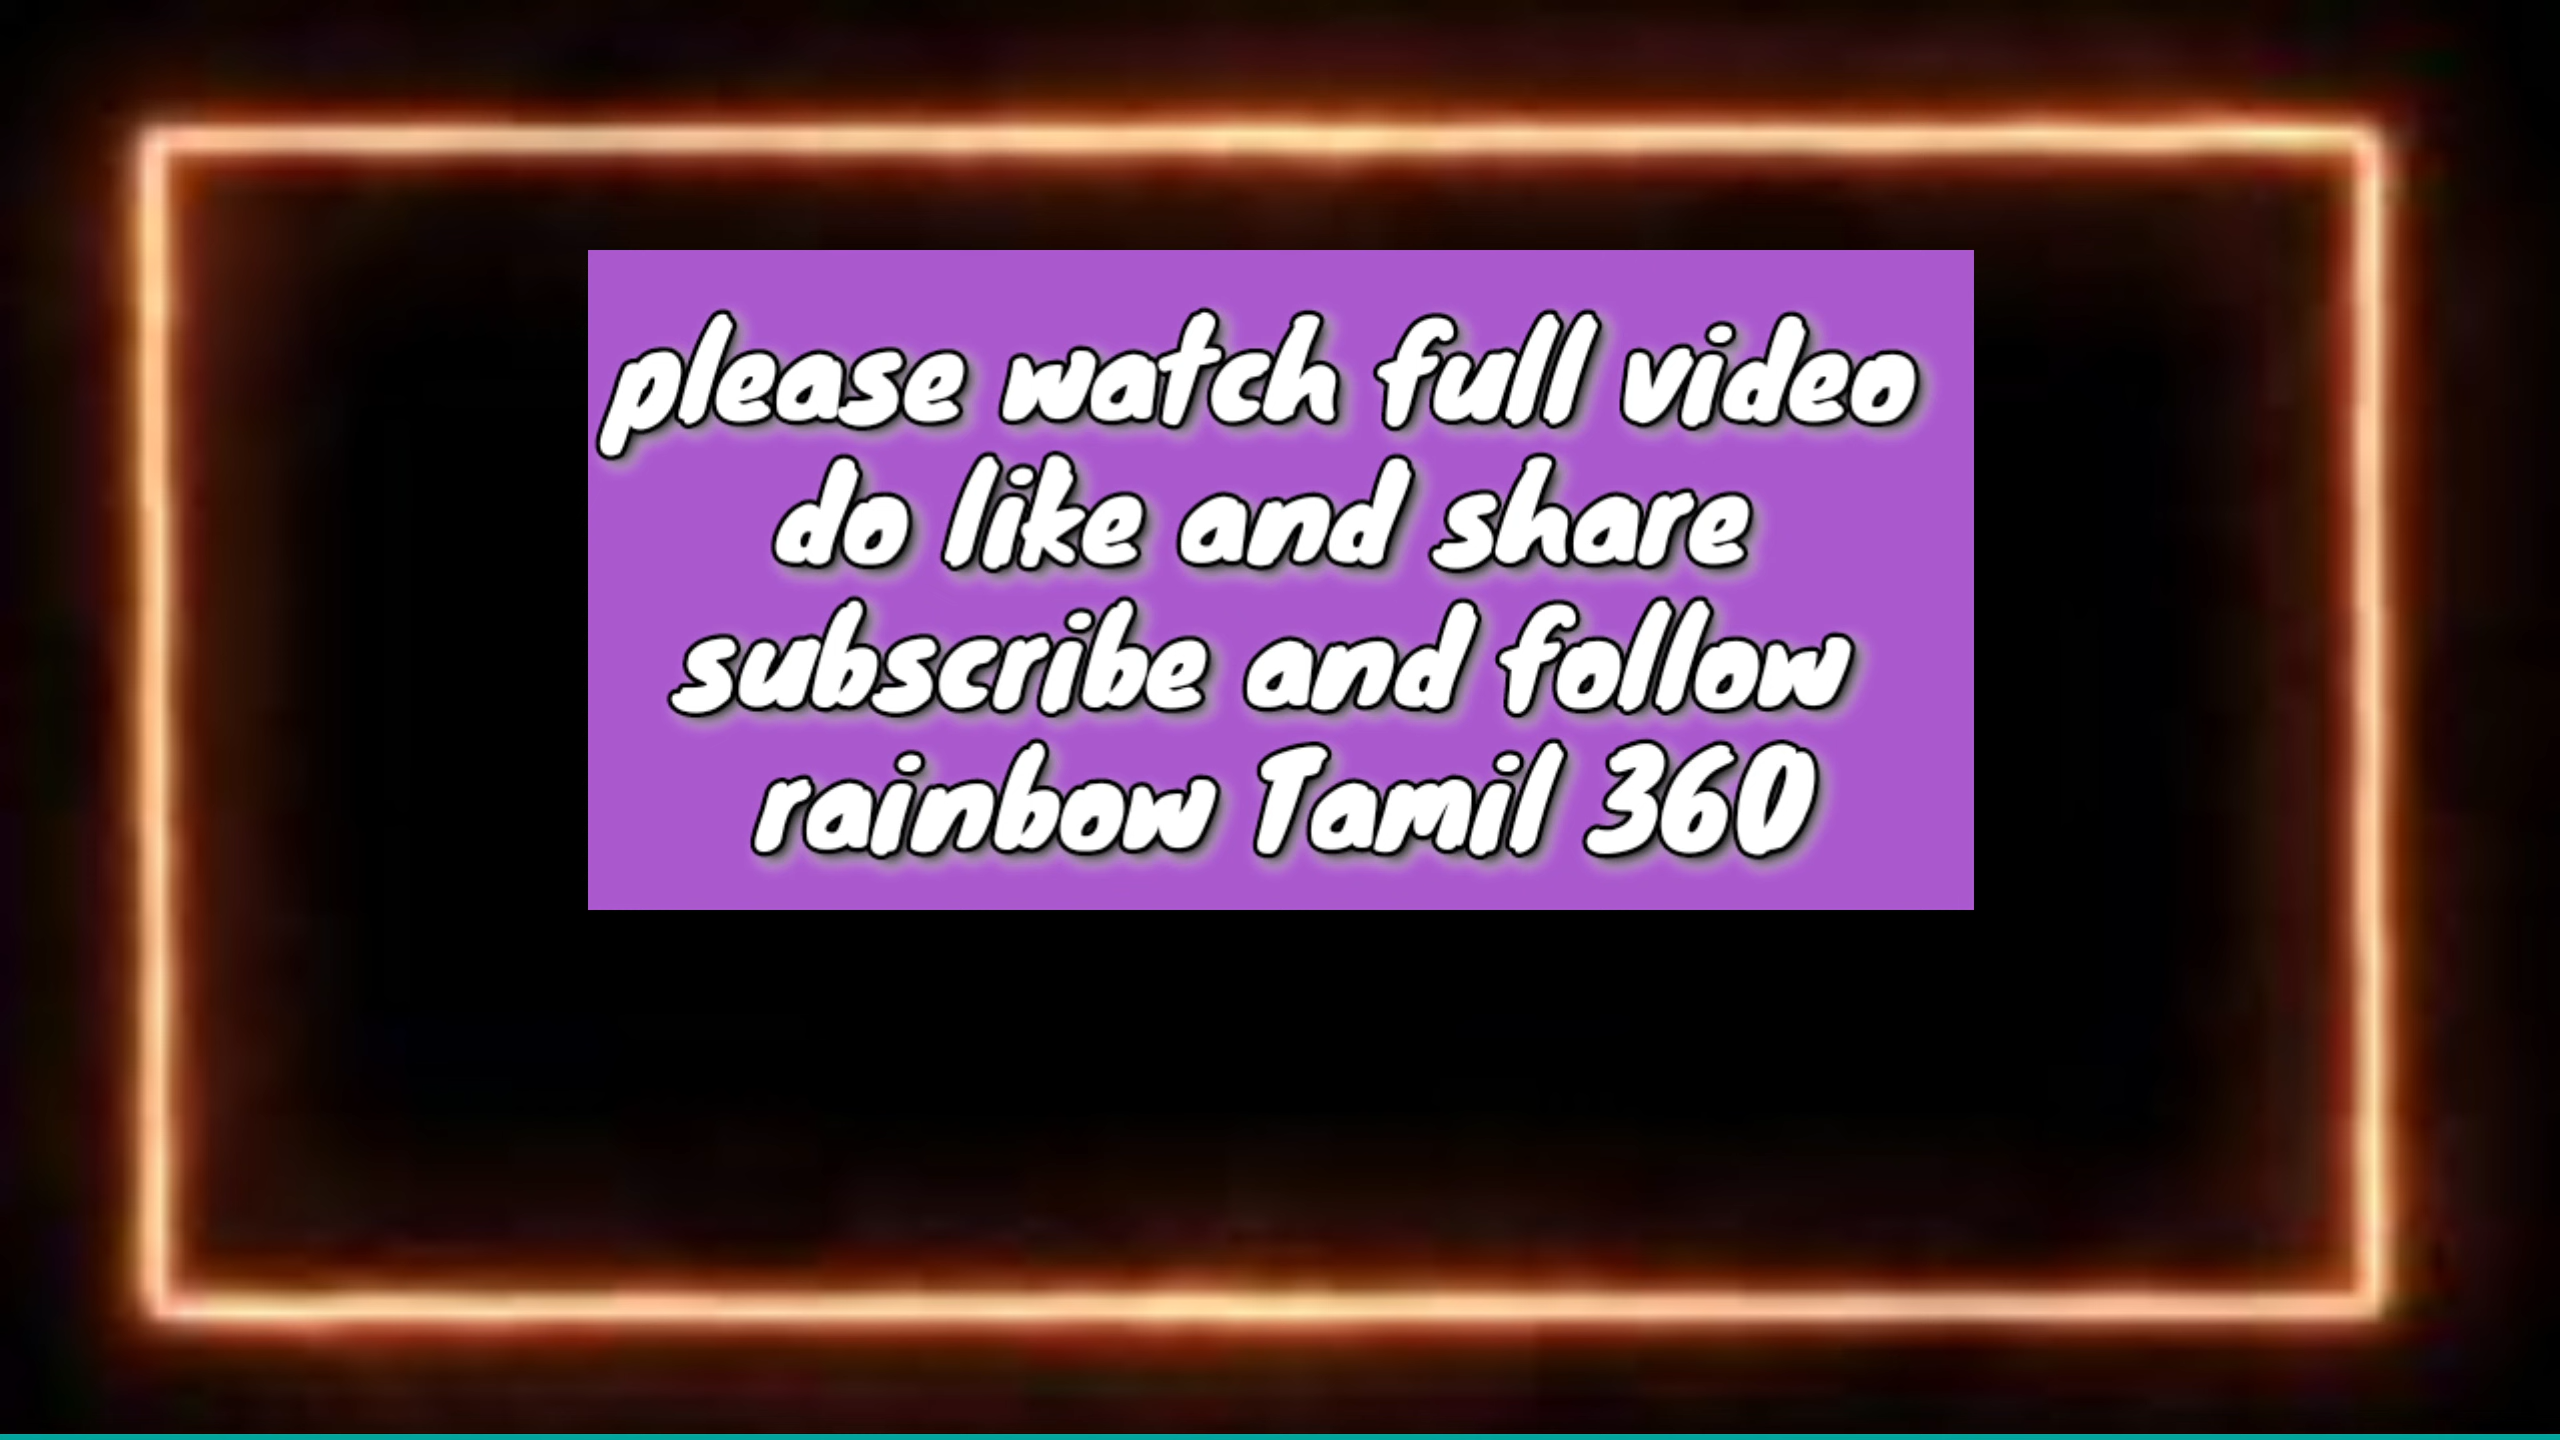 please watch full video
do like and share
subscribe and follow
rainbow Tamil 360